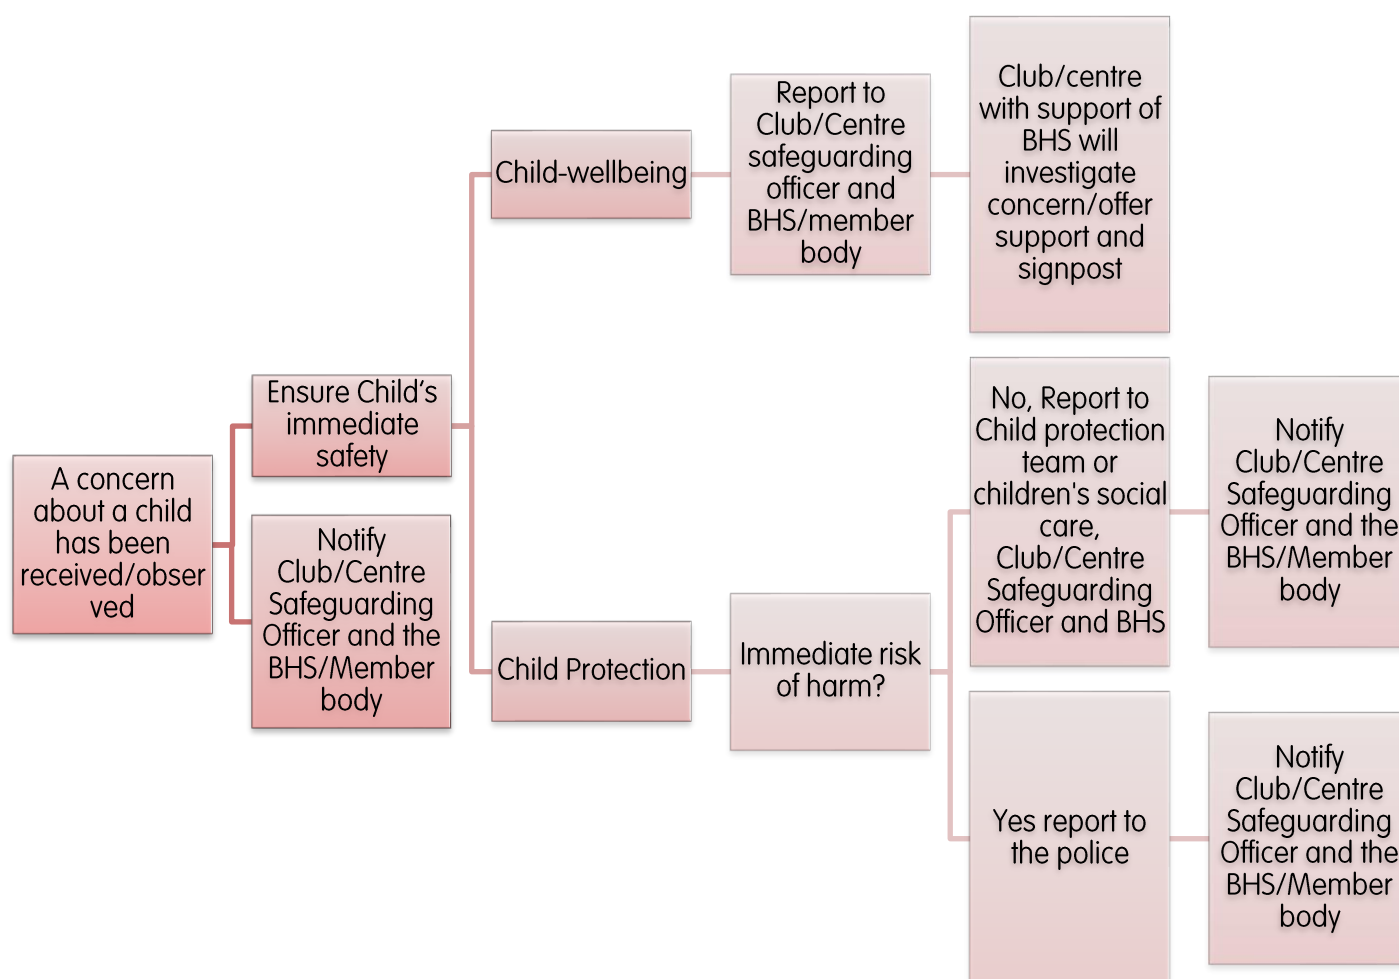 A concern
about a child
has been
received/obser
ved
Ensure Child's
immediate
safety
Notify
Club/Centre
Safeguarding
Officer and the
BHS/Member
body
Child-wellbeing
Report to
Club/Centre
safeguarding
officer and
BHS/member
body
Club/centre
with support of
BHS will
investigate
concern/offer
support and
signpost
Child Protection
Immediate risk
of harm?
No, Report to
Child protection
team or
children's social
care,
Club/Centre
Safeguarding
Officer and BHS
Notify
Club/Centre
Safeguarding
Officer and the
BHS/Member
body
Yes report to
the police
Notify
Club/Centre
Safeguarding
Officer and the
BHS/Member
body